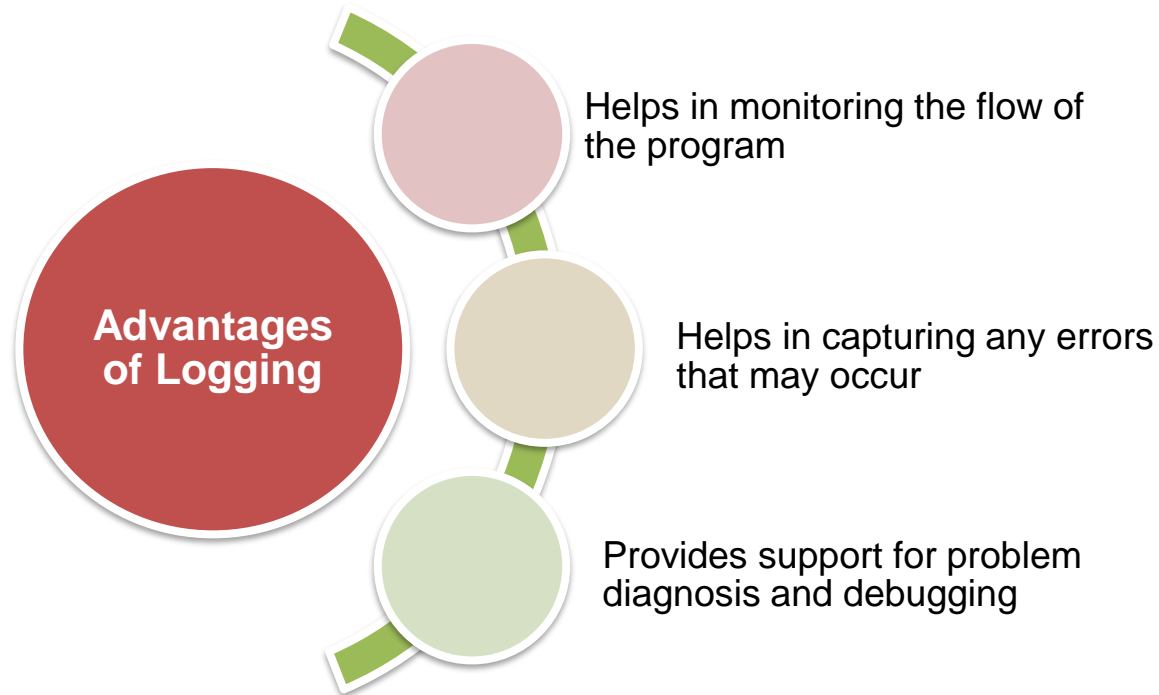 Helps in monitoring the flow of
the program
Advantages
of Logging
Helps in capturing any errors
that may occur
Provides support for problem
diagnosis and debugging